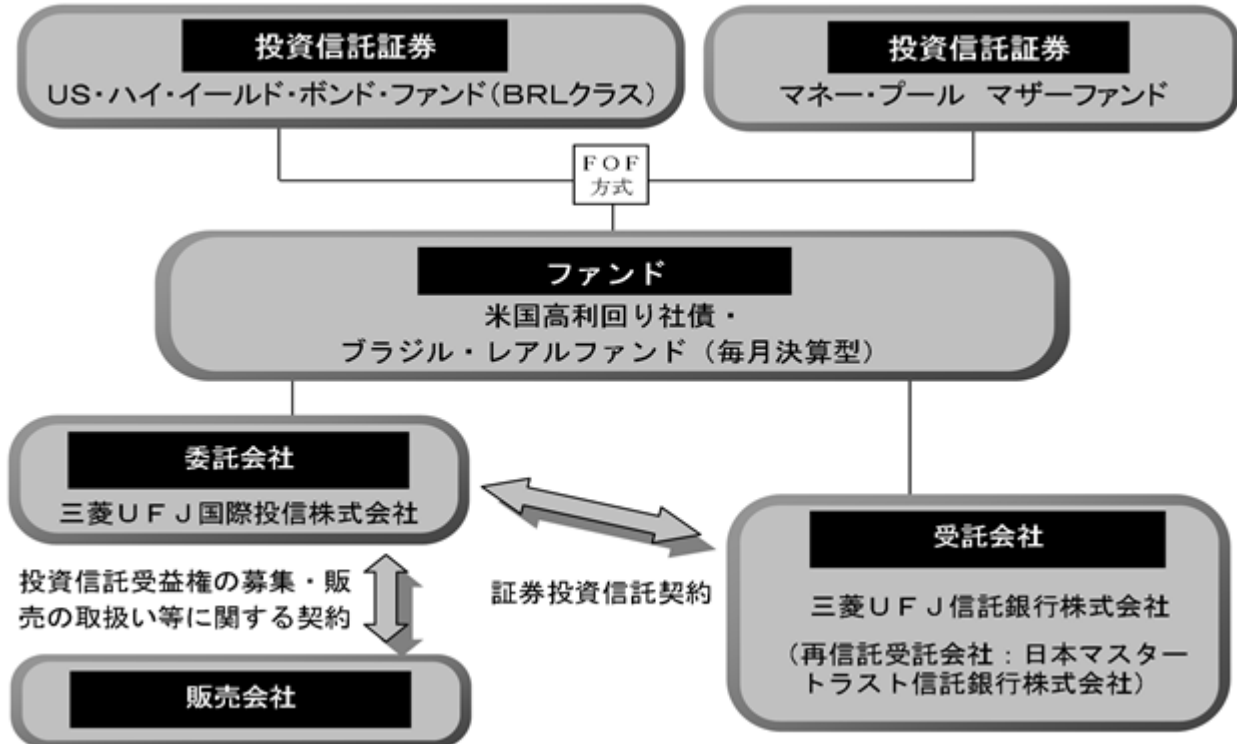 投資信託証券
US・ハイ・イールド・ボンド・ファンド（BRLクラス）
投資信託証券
マネー・プール　マザーファンド
ＦＯＦ
方式
ファンド
米国高利回り社債・
ブラジル・レアルファンド（毎月決算型）
委託会社
三菱ＵＦＪ国際投信株式会社
投資信託受益権の募集・販
売の取扱い等に関する契約
販売会社
証券投資信託契約
受託会社
三菱ＵＦＪ信託銀行株式会社
（再信託受託会社：日本マスター
トラスト信託銀行株式会社）